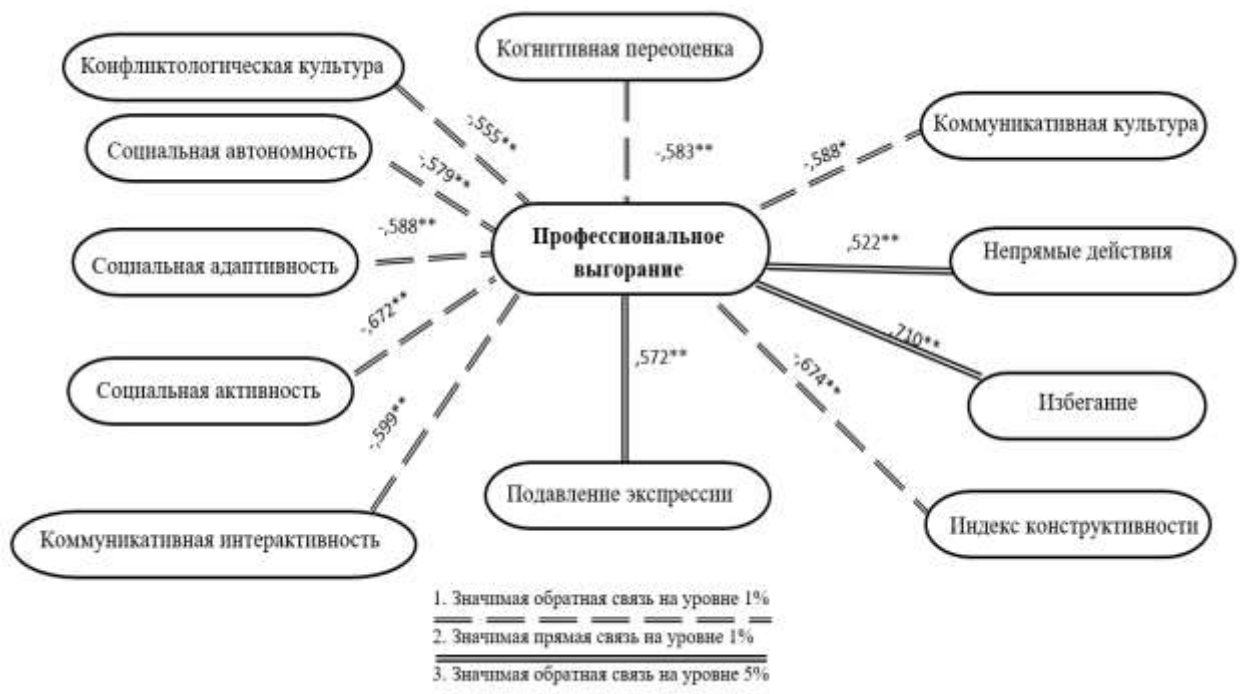 Когнитивная переоценка
Конфликтологическая культура
-,555**
Коммуникативная культура
Социальная автономность
-,579**
-,583**
-,588*
-,588**
Профессиональное
выгорание
,522**
Непрямые действия
Социальная адаптивность
-,672**
,710**
,572**
-,674**
Социальная активность
Избегание
-,599**
Подавление экспрессии
Индекс конструктивности
Коммуникативная интерактивность
1. Значимая обратная связь на уровне 1%
2. Значимая прямая связь на уровне 1%
3. Значимая обратная связь на уровне 5%